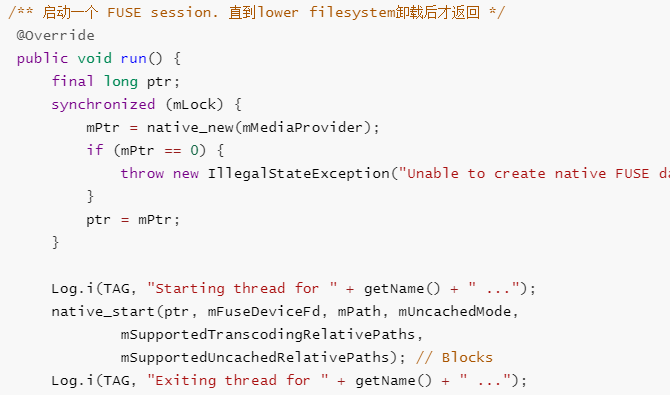 /** 启动一个 FUSE session. 直到lower filesystem卸载后才返回 */
@Override
public void run() {
final long ptr;
synchronized (mLock) {
mPtr = native_new(mMediaProvider);
if (mPtr == 0) {
throw new IllegalStateException("Unable to create native FUSE da
}
ptr = mPtr;
}
Log.i(TAG, "Starting thread for " + getName() + " ...");
native_start(ptr, mFuseDeviceFd, mPath, mUncachedMode,
mSupportedTranscodingRelativePaths,
mSupportedUncachedRelativePaths); // Blocks
Log.i(TAG, "Exiting thread for " + getName() + " ...");